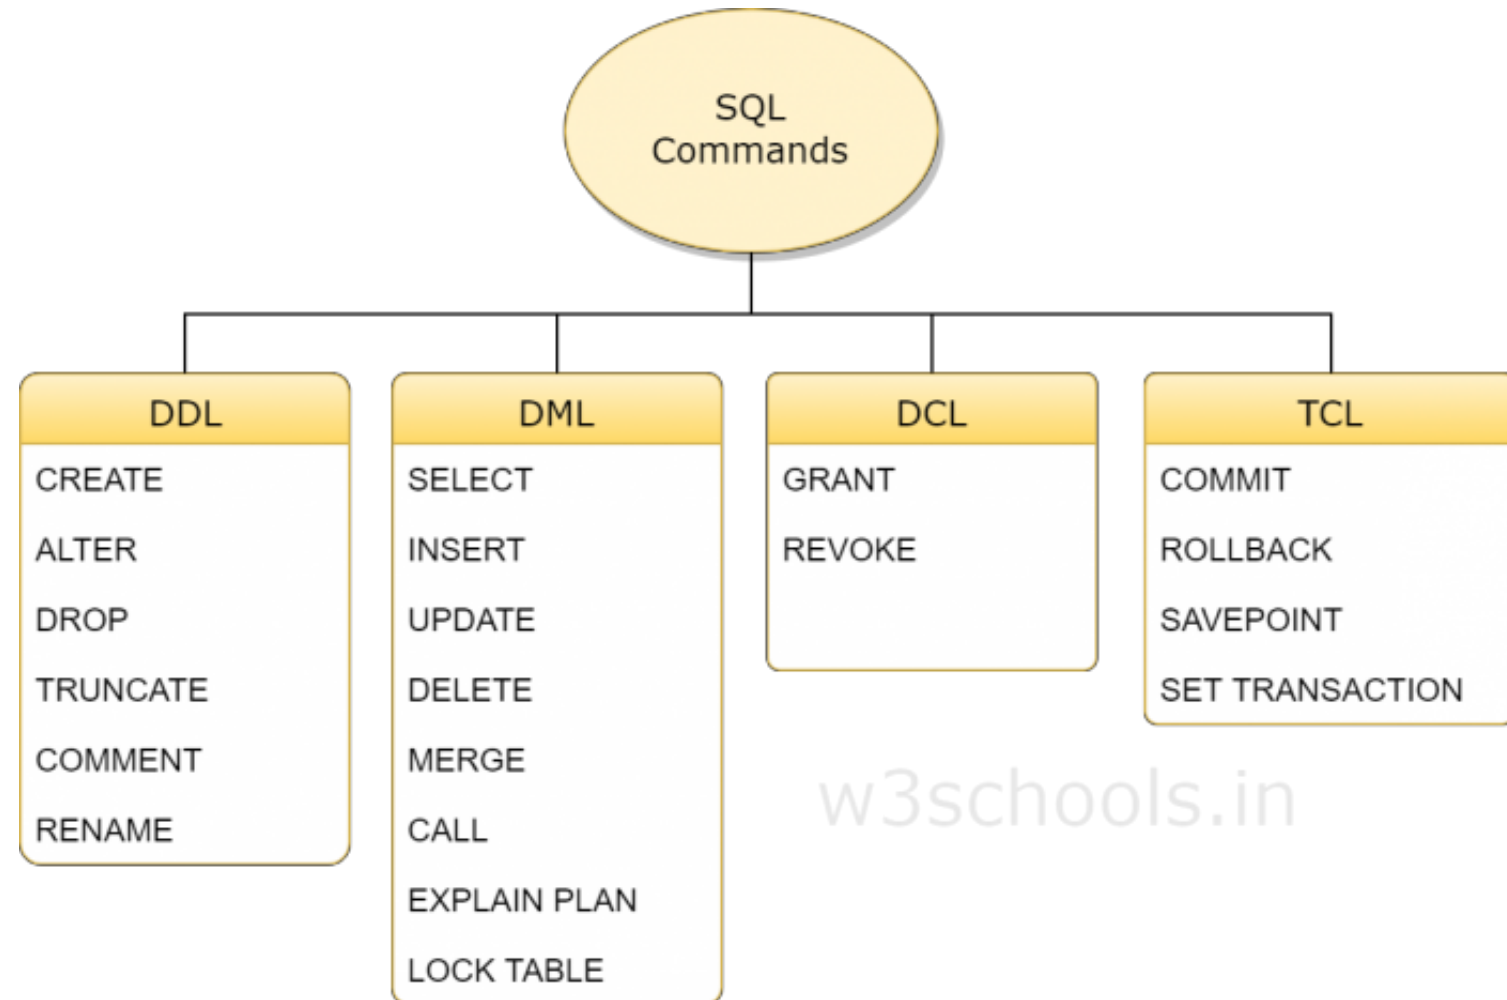 SQL
Commands
DDL
CREATE
ALTER
DROP
TRUNCATE
COMMENT
RENAME
DML
SELECT
INSERT
UPDATE
DELETE
MERGE
CALL
EXPLAIN PLAN
LOCK TABLE
DCL
GRANT
REVOKE
TCL
COMMIT
ROLLBACK
SAVEPOINT
SET TRANSACTION
w3schools.in